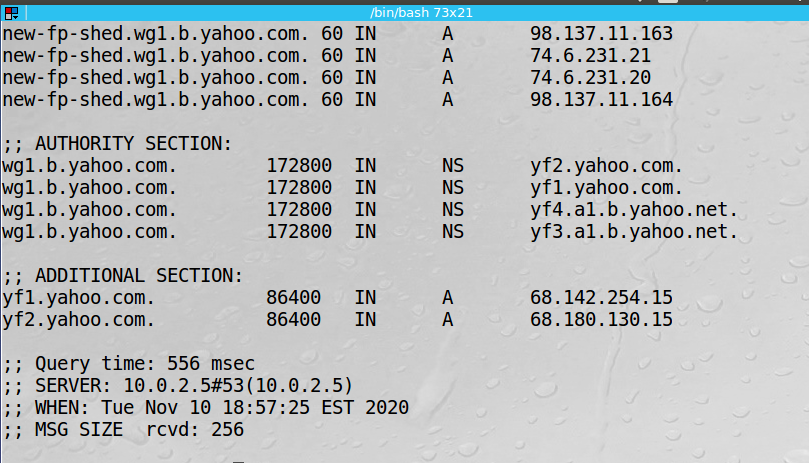 /bin/bash 73x21
new-fp-shed.wg1.b.yahoo.com. 60 IN A 98.137.11.163
new-fp-shed.wg1.b.yahoo.com. 60 IN A 74.6.231.21
new-fp-shed.wg1.b.yahoo.com. 60 IN A 74.6.231.20
new-fp-shed.wg1.b.yahoo.com. 60 IN A 98.137.11.164
;; AUTHORITY SECTION:
wg1.b.yahoo.com. 172800 IN NS yf2.yahoo.com.
wg1.b.yahoo.com. 172800 IN NS yf1.yahoo.com.
wg1.b.yahoo.com. 172800 IN NS yf4.a1.b.yahoo.net.
wg1.b.yahoo.com. 172800 IN NS yf3.a1.b.yahoo.net.
;; ADDITIONAL SECTION:
yf1.yahoo.com. 86400 IN A 68.142.254.15
yf2.yahoo.com. 86400 IN A 68.180.130.15
;; Query time: 556 msec
;; SERVER: 10.0.2.5#53(10.0.2.5)
;; WHEN: Tue Nov 10 18:57:25 EST 2020
;; MSG SIZE rcvd: 256